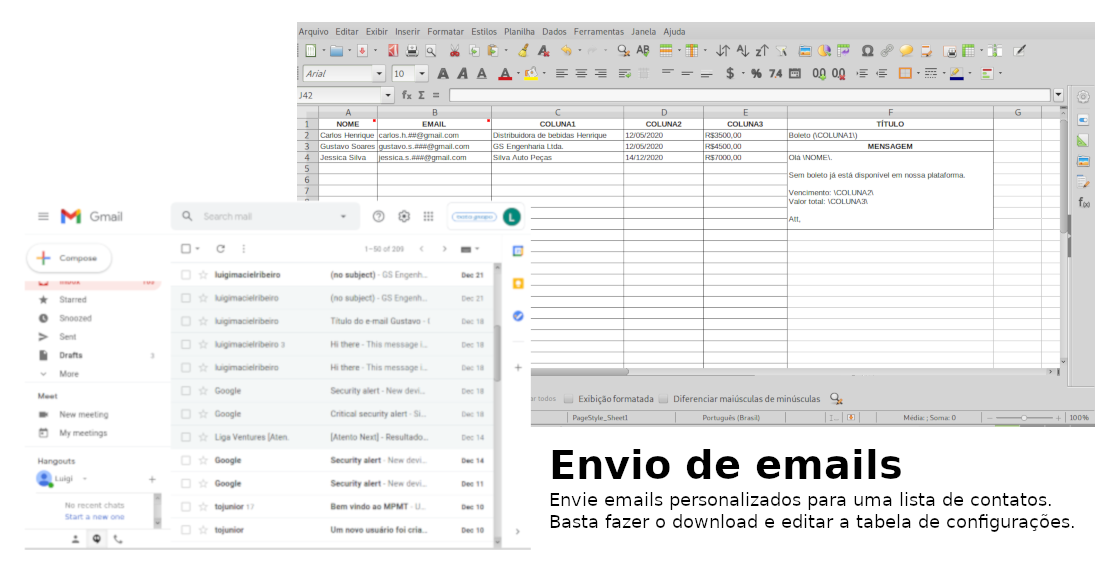 Arquivo Editar Exibir Inserir Formatar Estilos Planilha Dados Ferramentas Janela Ajuda
Arial 10
J42
A B C D E F G
1 NOME EMAIL COLUNA1 COLUNA2 COLUNA3 TÍTULO
2 Carlos Henrique carlos.h.##@gmail.com Distribuidora de bebidas Henrique 12/05/2020 R$3500,00 Boleto (\COLUNA1\)
3 Gustavo Soares gustavo.s.###@gmail.com GS Engenharia Ltda. 12/05/2020 R$4500,00 MENSAGEM
4 Jessica Silva jessica.s.###@gmail.com Silva Auto Peças 14/12/2020 R$7000,00 Olá \NOME\.
5
6 Sem boleto já está disponível em nossa plataforma.
7
Vencimento: \COLUNA2\
Valor total: \COLUNA3\
Att,
Exibição formatada Diferenciar maiúsculas de minúsculas
PageStyle_Sheet1 Português (Brasil) Média: ; Soma: 0 100%
Gmail
Search mail
L
Compose
1–50 of 209
Starred
Snoozed
Sent
Drafts 3
More
Meet
New meeting
My meetings
Hangouts
Luigi
No recent chats
Start a new one
luigimacielribeiro (no subject) - GS Engenh... Dec 21
luigimacielribeiro (no subject) - GS Engenh... Dec 21
luigimacielribeiro Título do e-mail Gustavo - Dec 18
luigimacielribeiro 3 Hi there - This message i... Dec 18
luigimacielribeiro Hi there - This message i... Dec 18
Google Security alert - New devi... Dec 18
Google Critical security alert - Si... Dec 18
Liga Ventures [Aten. [Atento Next] - Resultado... Dec 14
Google Security alert - New devi... Dec 14
Google Security alert - New devi... Dec 11
tojunior 17 Bem vindo ao MPMT - U... Dec 10
tojunior Um novo usuário foi cria... Dec 10
Envio de emails
Envie emails personalizados para uma lista de contatos.
Basta fazer o download e editar a tabela de configurações.